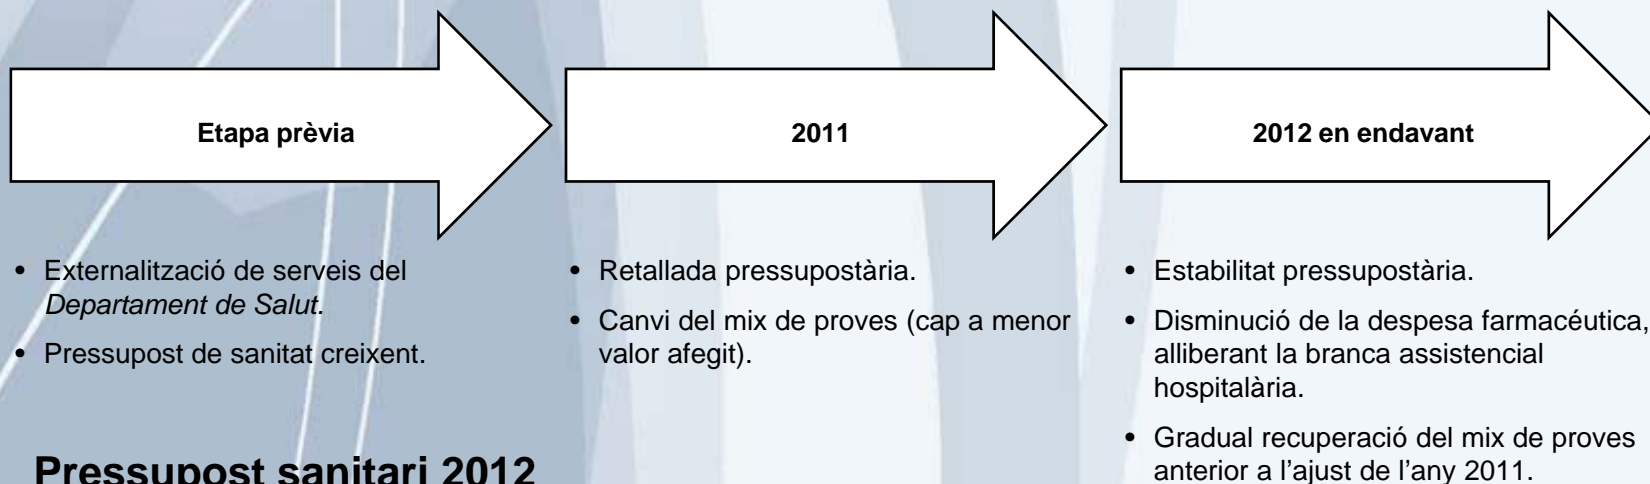 Etapa prèvia
2011
2012 en endavant
• Externalització de serveis del
Departament de Salut.
• Pressupost de sanitat creixent.
• Retallada pressupostària.
• Canvi del mix de proves (cap a menor
valor afegit).
• Estabilitat pressupostària.
• Disminució de la despesa farmacéutica,
alliberant la branca assistencial
hospitalària.
• Gradual recuperació del mix de proves
anterior a l’ajust de l’any 2011.
Pressupost sanitari 2012